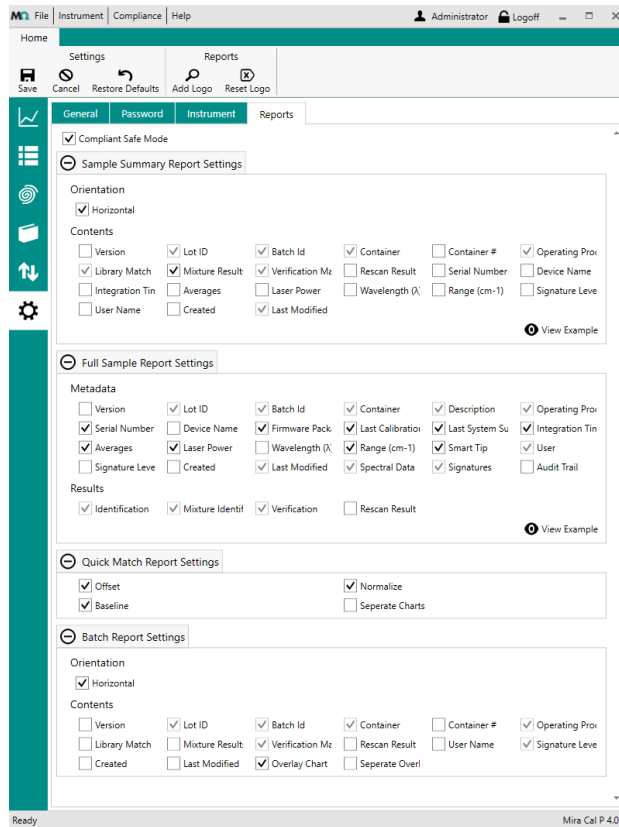 MQ File Instrument Compliance Help Administrator Logoff
Home
Settings Reports
Save Cancel Restore Defaults Add Logo Reset Logo
General Password Instrument Reports
Compliant Safe Mode
Sample Summary Report Settings
Orientation
Horizontal
Contents
Version Lot ID Batch Id Container Container # Operating Proc
Library Match Mixture Result: Verification Ma Rescan Result Serial Number Device Name
Integration Tin Averages Laser Power Wavelength (λ) Range (cm-1) Signature Leve
User Name Created Last Modified
View Example
Full Sample Report Settings
Metadata
Version Lot ID Batch Id Container Description Operating Proc
Serial Number Device Name Firmware Pack Last Calibration Last System Su Integration Tin
Averages Laser Power Wavelength (λ) Range (cm-1) Smart Tip User
Signature Leve Created Last Modified Spectral Data Signatures Audit Trail
Results
Identification Mixture Identif Verification Rescan Result
View Example
Quick Match Report Settings
Offset Normalize
Baseline Seperate Charts
Batch Report Settings
Orientation
Horizontal
Contents
Version Lot ID Batch Id Container Container # Operating Proc
Library Match Mixture Result: Verification Ma Rescan Result User Name Signature Leve
Created Last Modified Overlay Chart Seperate Overl
Ready Mira Cal P 4.0